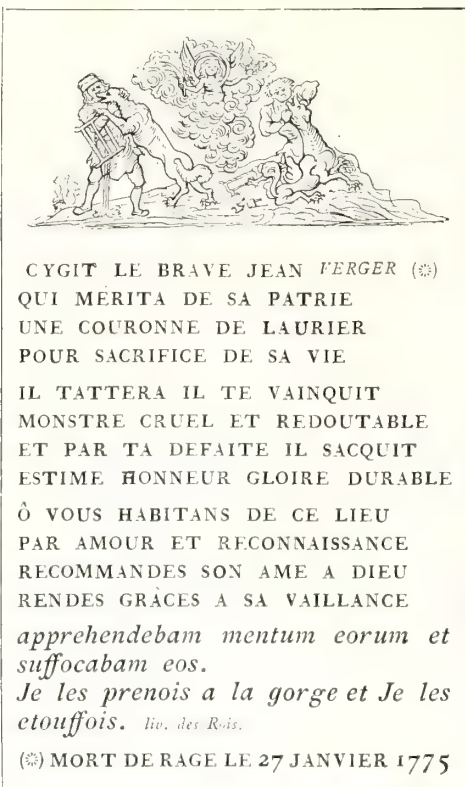 CYGIT LE BRAVE JEAN VERGER (☼)
QUI MERITA DE SA PATRIE
UNE COURONNE DE LAURIER
POUR SACRIFICE DE SA VIE
IL TATTERA IL TE VAINQUIT
MONSTRE CRUEL ET REDOUTABLE
ET PAR TA DEFAITE IL SACQUIT
ESTIME HONNEUR GLOIRE DURABLE
Ô VOUS HABITANS DE CE LIEU
PAR AMOUR ET RECONNAISSANCE
RECOMMANDES SON AME A DIEU
RENDES GRÀCES A SA VAILLANCE
apprehendebam mentum eorum et
suffocabam eos.
Je les prenois a la gorge et Je les
etouffois. liv. des Rois.
(☼) MORT DE RAGE LE 27 JANVIER 1775